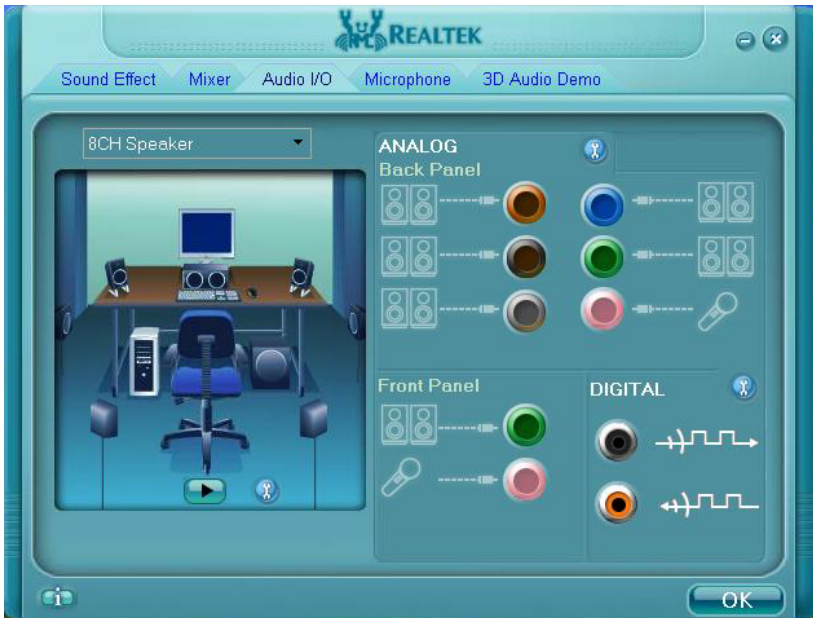 REALTEK
Sound Effect Mixer Audio I/O Microphone 3D Audio Demo
8CH Speaker
ANALOG
Back Panel
Front Panel
DIGITAL
i
OK